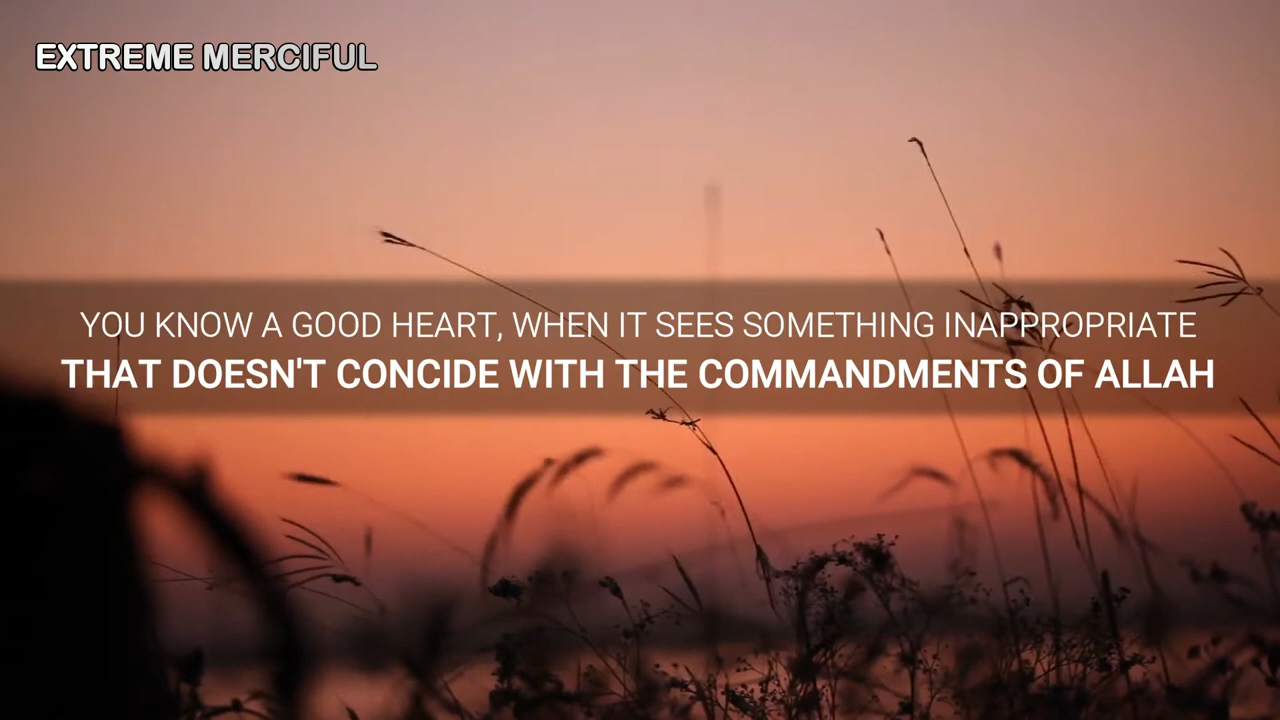 EXTREME MERCIFUL
YOU KNOW A GOOD HEART, WHEN IT SEES SOMETHING INAPPROPRIATE
THAT DOESN'T CONCIDE WITH THE COMMANDMENTS OF ALLAH